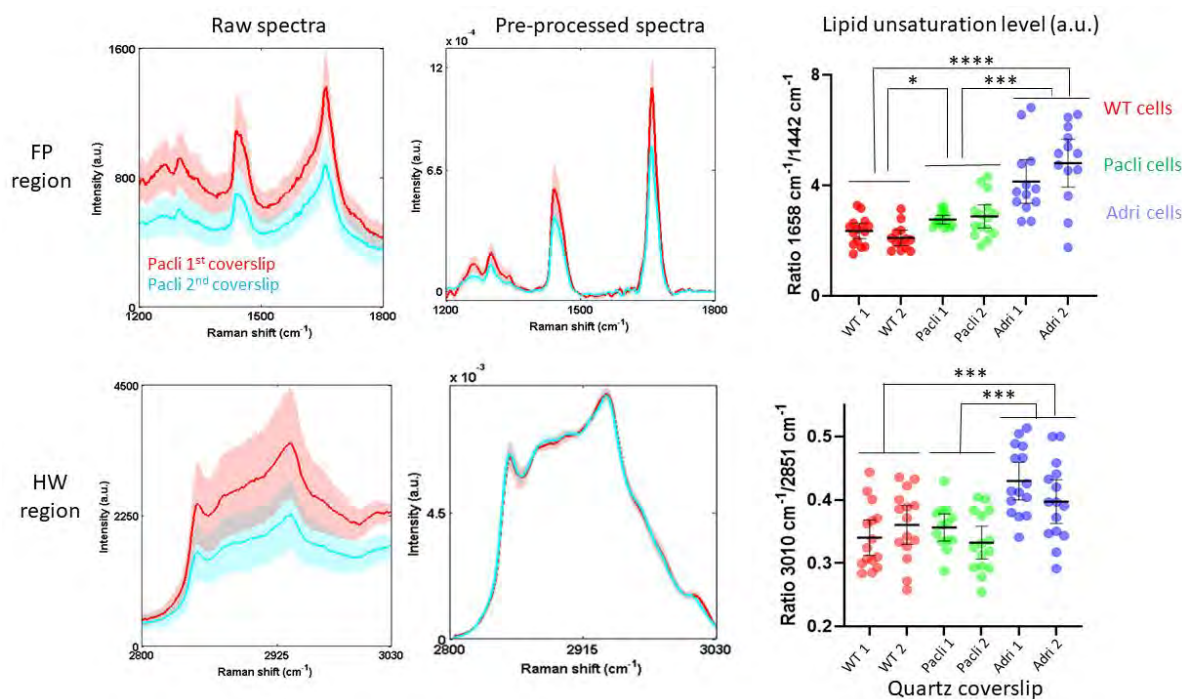 Raw spectra
Pre-processed spectra
Lipid unsaturation level (a.u.)
FP
region
1600
800
0
Intensity (a.u.)
Pacli 1st coverslip
Pacli 2nd coverslip
1200 1500 1800
Raman shift (cm-1)
x 10-4
12
6.5
0
Intensity (a.u.)
1200 1500 1800
Raman shift (cm-1)
Ratio 1658 cm-1/1442 cm-1
8
4
0
****
* ***
WT cells
Pacli cells
Adri cells
WT 1 WT 2 Pacli 1 Pacli 2 Adri 1 Adri 2
HW
region
4500
2250
0
Intensity (a.u.)
2800 2925 3030
Raman shift (cm-1)
x 10-3
4.5
0
Intensity (a.u.)
2800 2915 3030
Raman shift (cm-1)
Ratio 3010 cm-1/2851 cm-1
0.5
0.4
0.3
0.2
***
***
WT 1 WT 2 Pacli 1 Pacli 2 Adri 1 Adri 2
Quartz coverslip